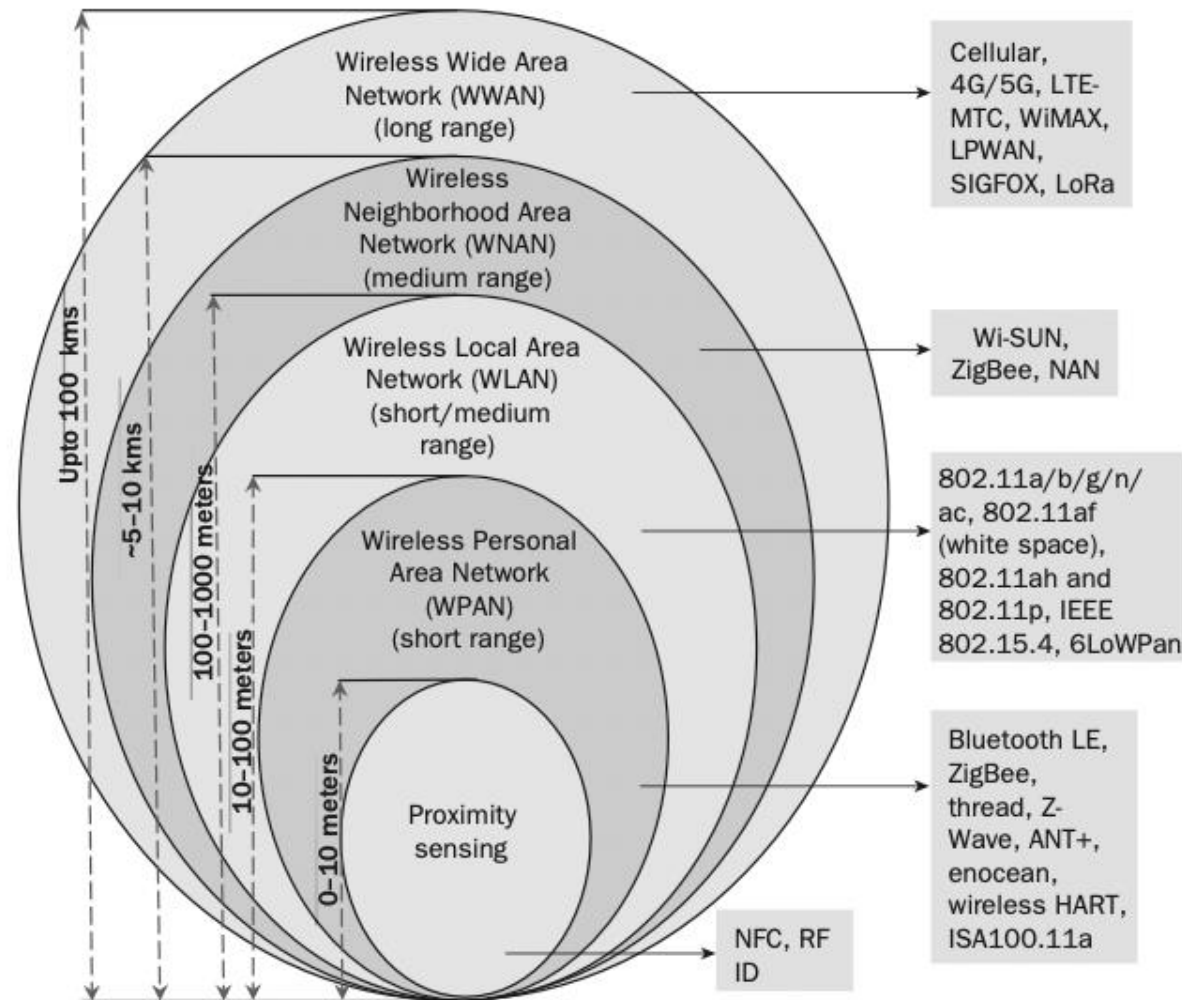 Wireless Wide Area
Network (WWAN)
(long range)
Wireless
Neighborhood Area
Network (WNAN)
(medium range)
Wireless Local Area
Network (WLAN)
(short/medium
range)
Wireless Personal
Area Network
(WPAN)
(short range)
Proximity
sensing
Upto 100 kms
~5–10 kms
100–1000 meters
10–100 meters
0–10 meters
Cellular,
4G/5G, LTE-
MTC, WiMAX,
LPWAN,
SIGFOX, LoRa
Wi-SUN,
ZigBee, NAN
802.11a/b/g/n/
ac, 802.11af
(white space),
802.11ah and
802.11p, IEEE
802.15.4, 6LoWPan
Bluetooth LE,
ZigBee,
thread, Z-
Wave, ANT+,
enocean,
wireless HART,
ISA100.11a
NFC, RF
ID